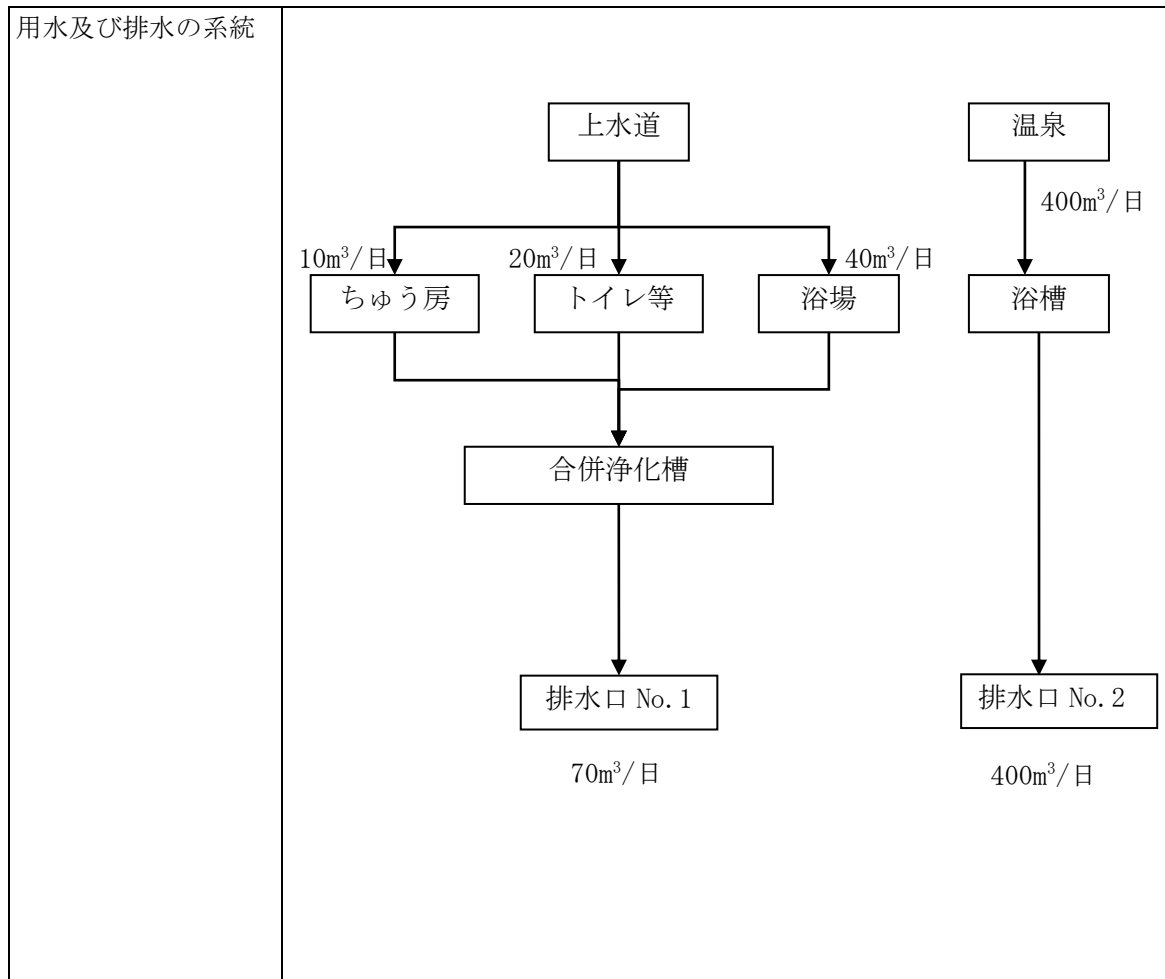 用水及び排水の系統
上水道
温泉
400m³/日
10m³/日
20m³/日
40m³/日
ちゅう房
トイレ等
浴場
浴槽
合併浄化槽
排水口 No.1
排水口 No.2
70m³/日
400m³/日